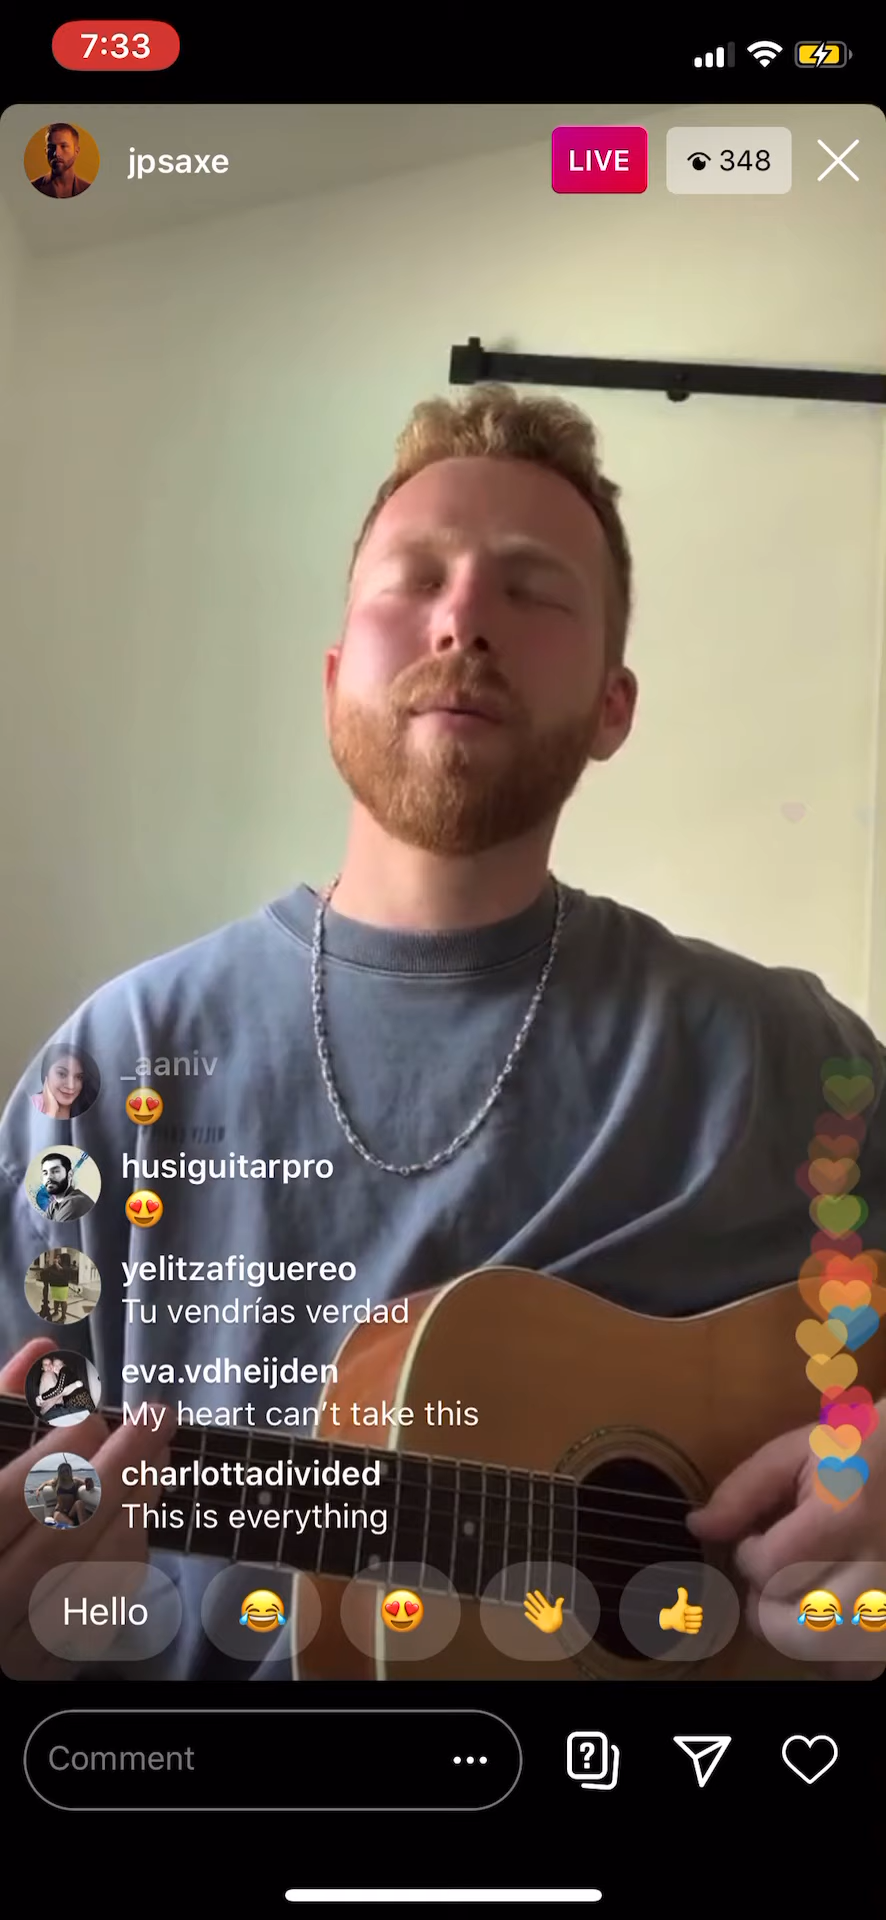 7:33
jpsaxe
LIVE
348
_aaniv
husiguitarpro
yelitzafiguereo
Tu vendrías verdad
eva.vdheijden
My heart can't take this
charlottadivided
This is everything
Hello
Comment
?